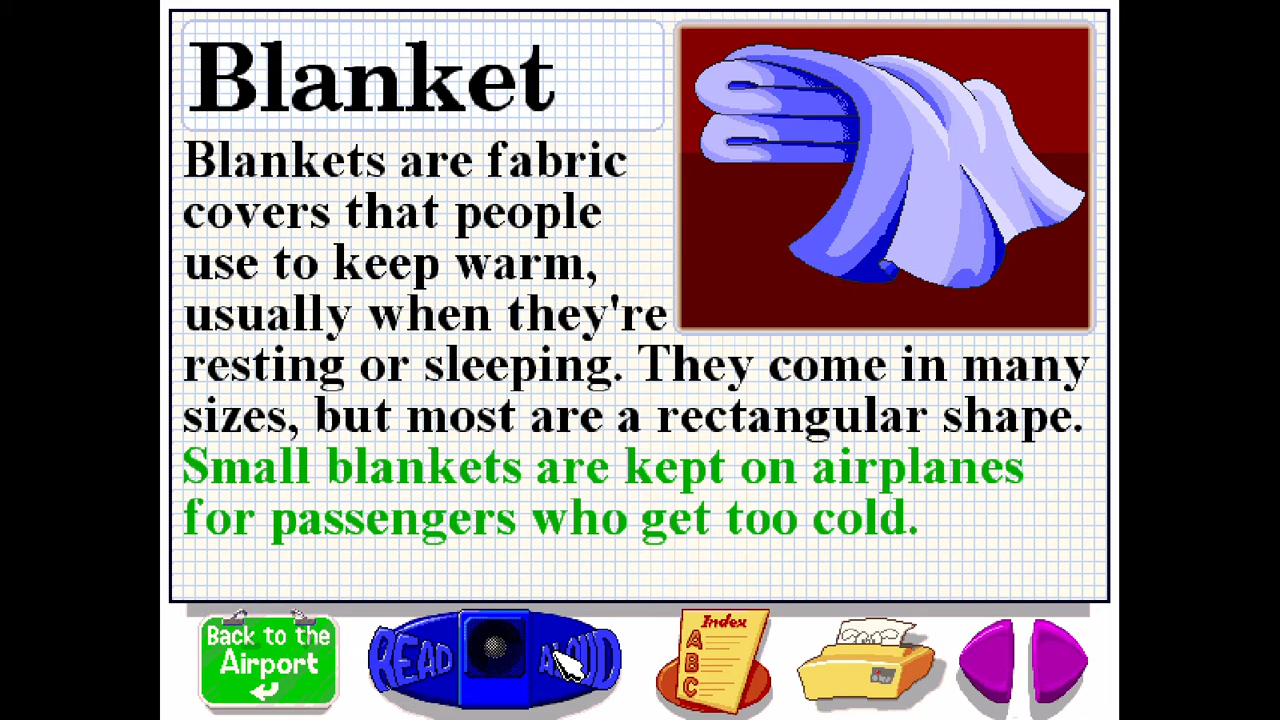 Blanket
Blankets are fabric
covers that people
use to keep warm,
usually when they're
resting or sleeping. They come in many
sizes, but most are a rectangular shape.
Small blankets are kept on airplanes
for passengers who get too cold.
Back to the
Airport
READ ALOUD
Index
A
B
C